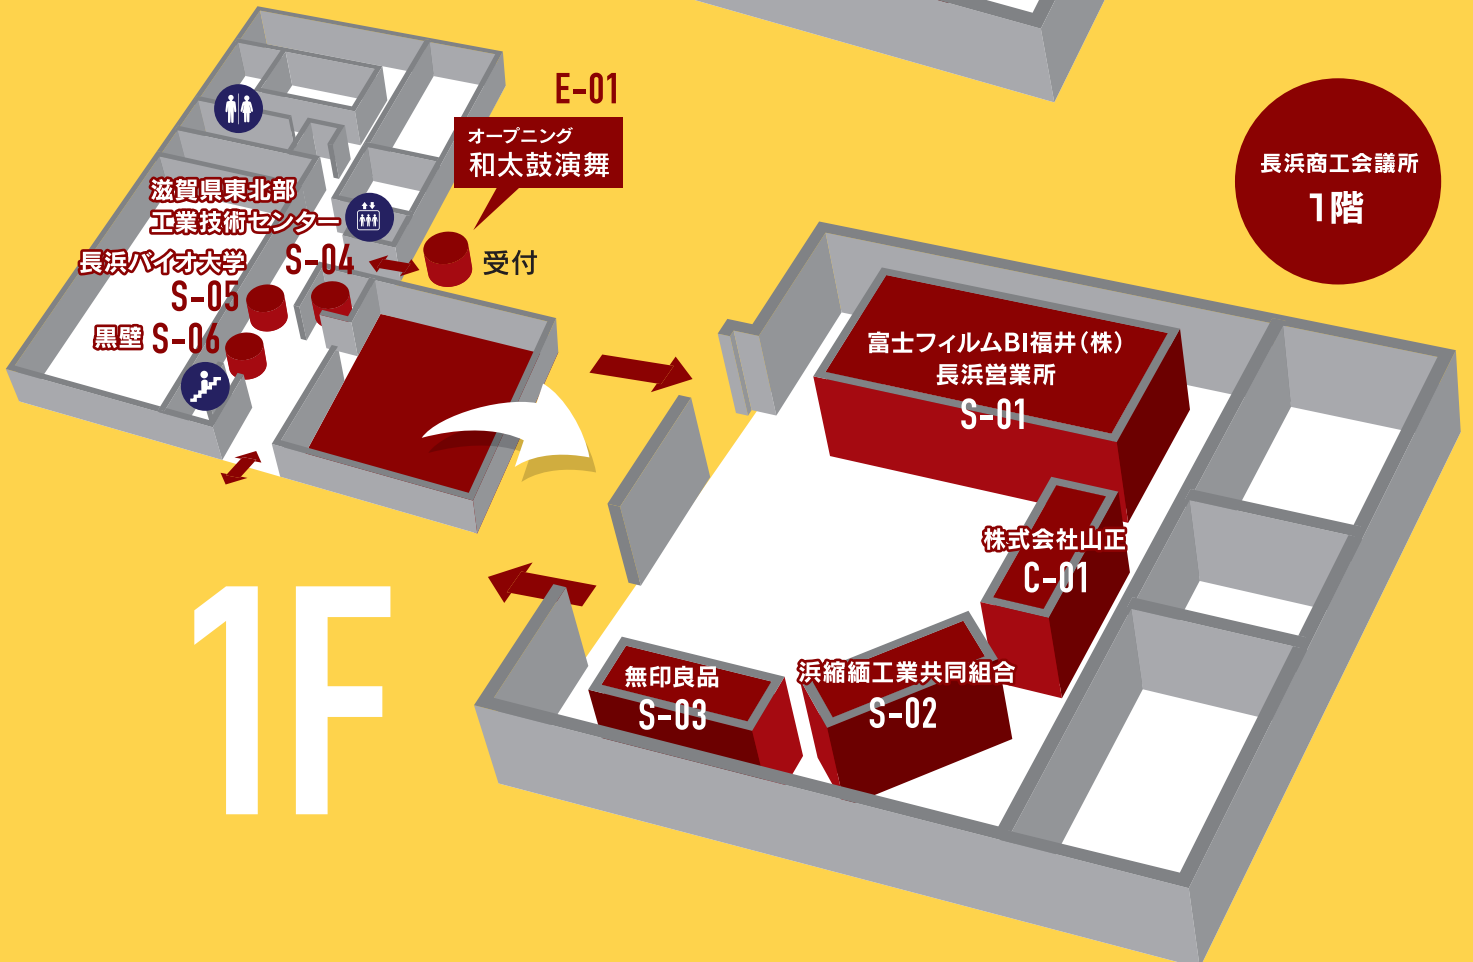 E-01
オープニング
和太鼓演舞
受付
長浜商工会議所
1階
滋賀県東北部
工業技術センター
S-04
長浜バイオ大学
S-05
黒壁 S-06
富士フィルムBI福井(株)
長浜営業所
S-01
株式会社山正
C-01
浜縮緬工業共同組合
S-02
無印良品
S-03
1F